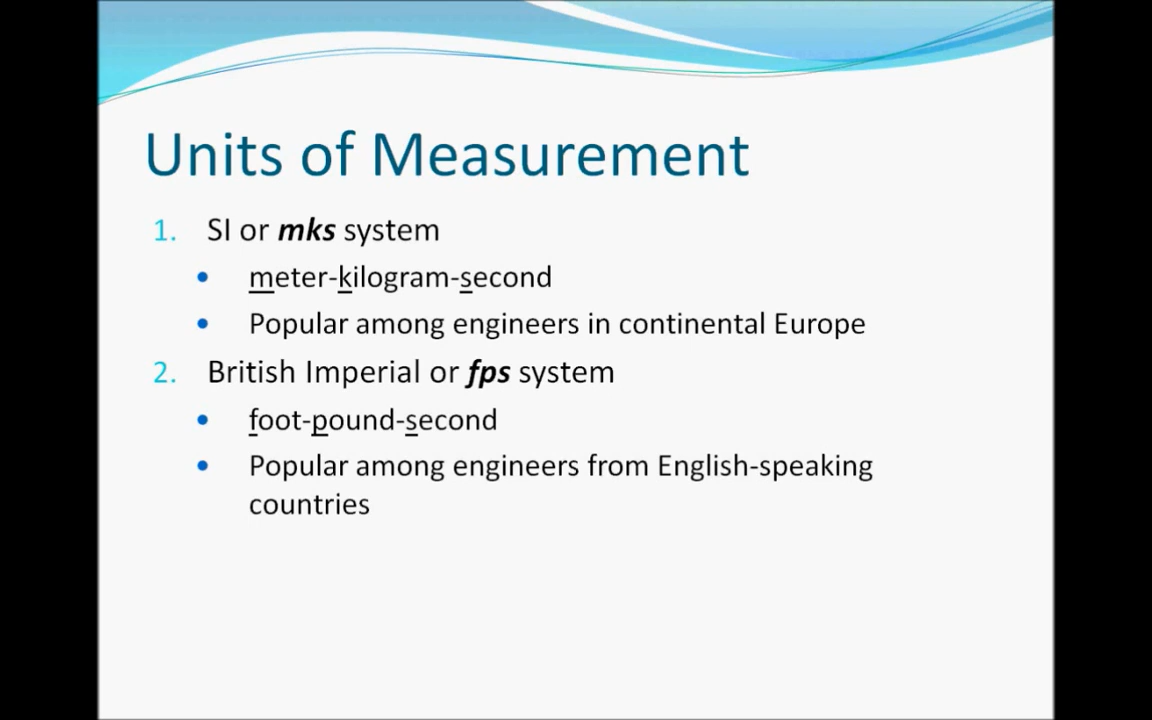 Units of Measurement
1. SI or mks system
• meter-kilogram-second
• Popular among engineers in continental Europe
2. British Imperial or fps system
• foot-pound-second
• Popular among engineers from English-speaking
countries